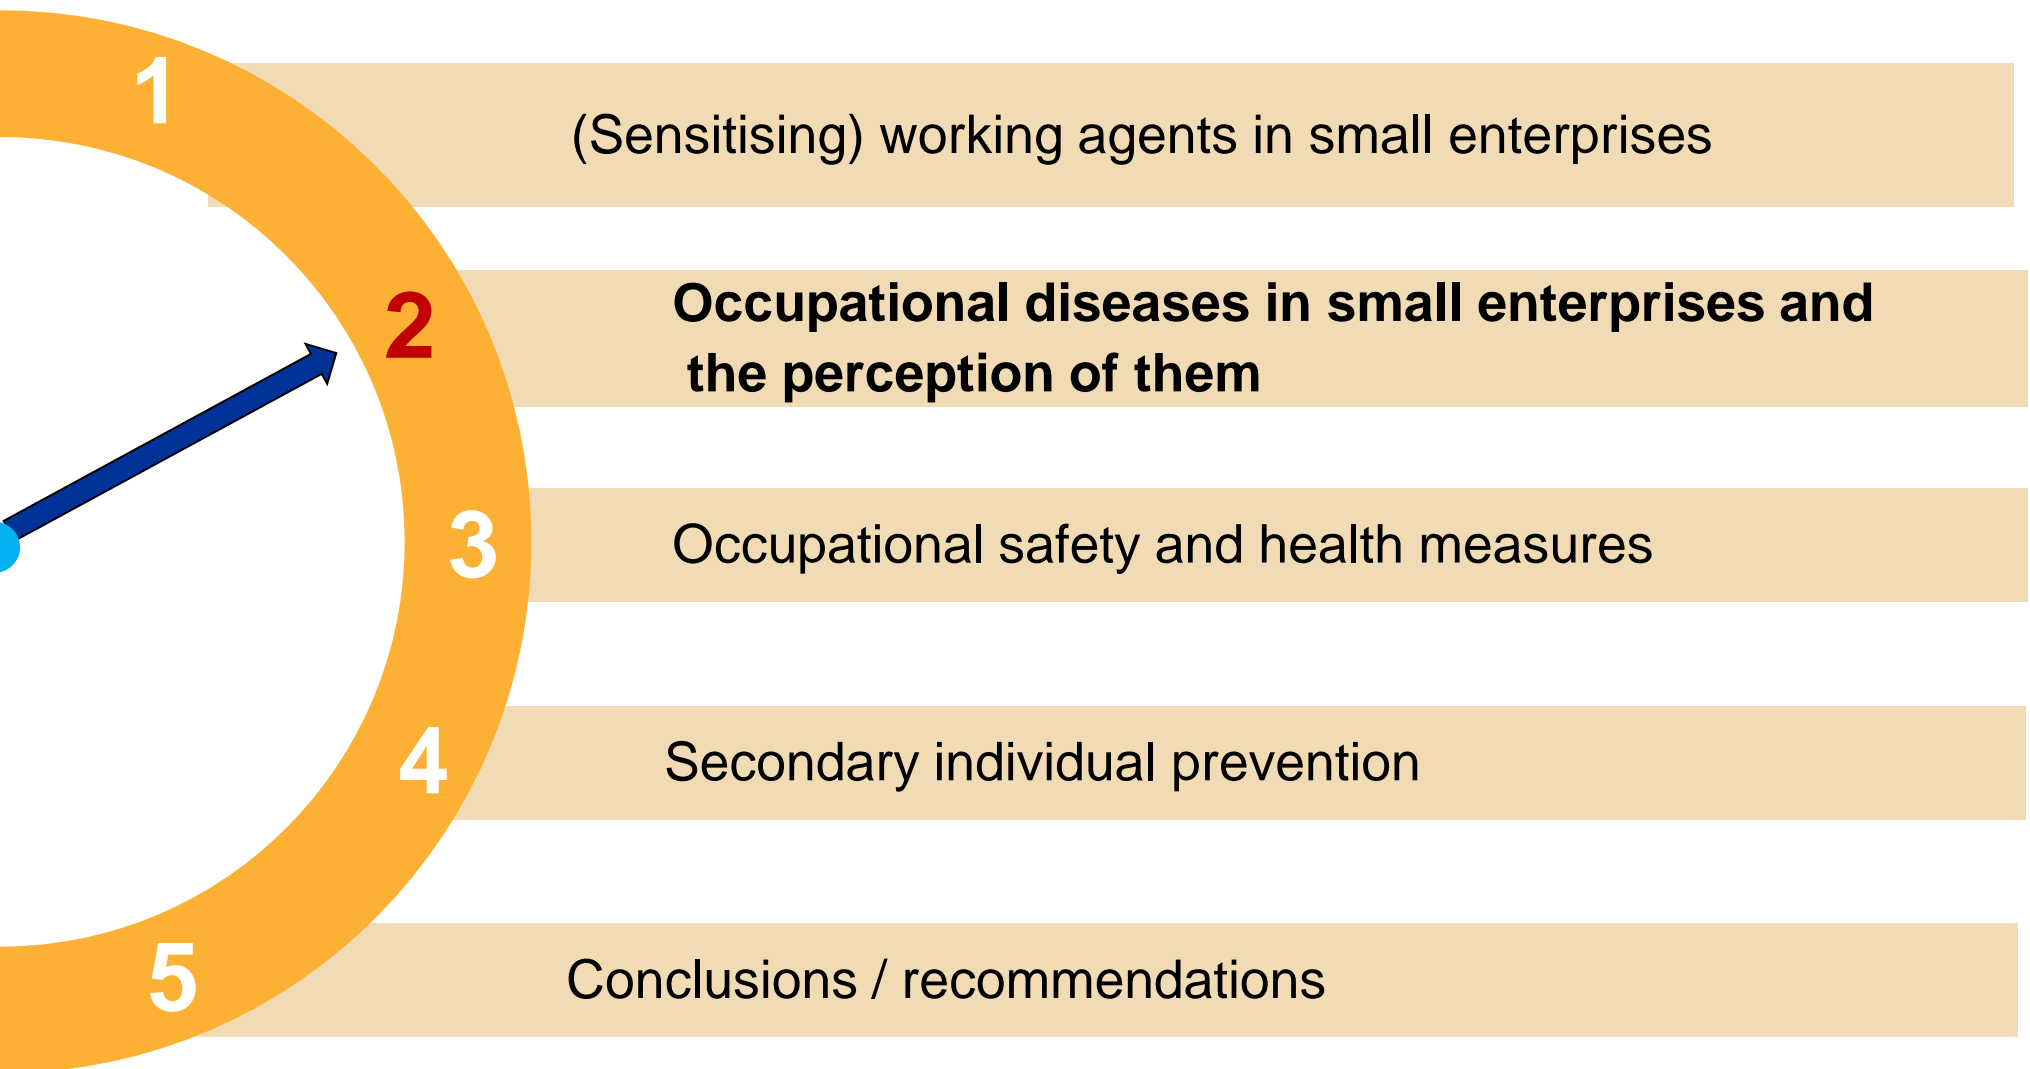 1
(Sensitising) working agents in small enterprises
2
Occupational diseases in small enterprises and
the perception of them
3
Occupational safety and health measures
4
Secondary individual prevention
5
Conclusions / recommendations